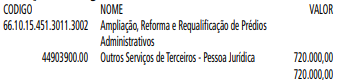 CODIGO NOME VALOR
66.10.15.451.3011.3002 Ampliação, Reforma e Requalificação de Prédios
Administrativos
44903900.00 Outros Serviços de Terceiros - Pessoa Jurídica 720.000,00
720.000,00